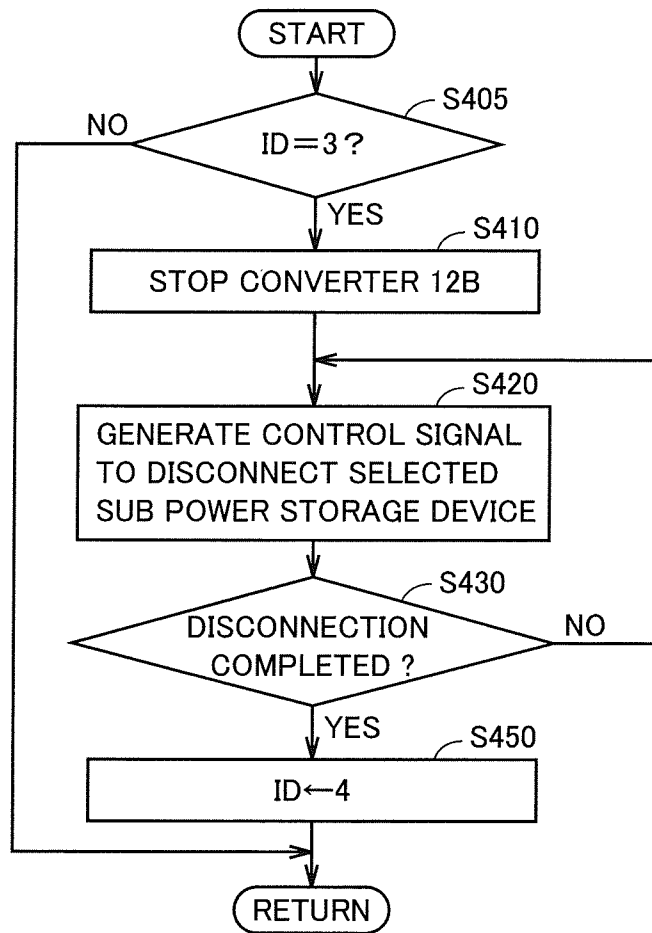 START
S405
NO
ID=3?
YES
S410
STOP CONVERTER 12B
S420
GENERATE CONTROL SIGNAL
TO DISCONNECT SELECTED
SUB POWER STORAGE DEVICE
S430
DISCONNECTION
COMPLETED ?
NO
YES
S450
ID←4
RETURN